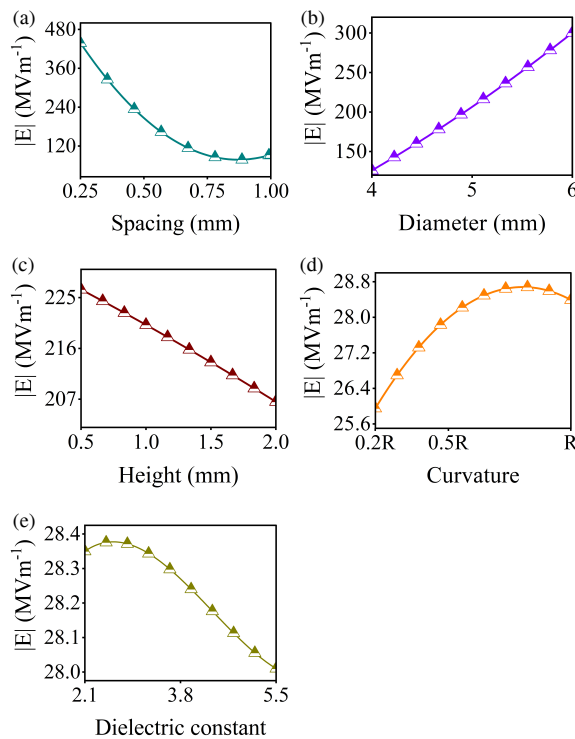 (a)
480
360
240
120
|E| (MVm⁻¹)
0.25 0.50 0.75 1.00
Spacing (mm)
(b)
300
250
200
150
|E| (MVm⁻¹)
4 5 6
Diameter (mm)
(c)
225
216
207
|E| (MVm⁻¹)
0.5 1.0 1.5 2.0
Height (mm)
(d)
28.8
28.0
27.2
26.4
25.6
|E| (MVm⁻¹)
0.2R 0.5R R
Curvature
(e)
28.4
28.3
28.2
28.1
28.0
|E| (MVm⁻¹)
2.1 3.8 5.5
Dielectric constant